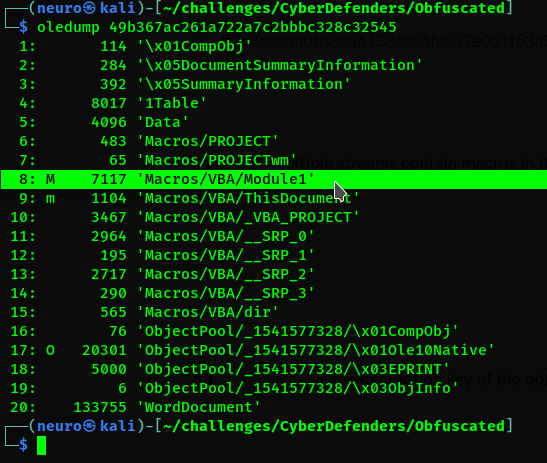 ┌──(neuro㉿kali)-[~/challenges/CyberDefenders/Obfuscated]
└─$ oledump 49b367ac261a722a7c2bbbc328c32545
1: 114 '\x01CompObj'
2: 284 '\x05DocumentSummaryInformation'
3: 392 '\x05SummaryInformation'
4: 8017 '1Table'
5: 4096 'Data'
6: 483 'Macros/PROJECT'
7: 65 'Macros/PROJECTwm'
8: M 7117 'Macros/VBA/Module1'
9: m 1104 'Macros/VBA/ThisDocument'
10: 3467 'Macros/VBA/_VBA_PROJECT'
11: 2964 'Macros/VBA/__SRP_0'
12: 195 'Macros/VBA/__SRP_1'
13: 2717 'Macros/VBA/__SRP_2'
14: 290 'Macros/VBA/__SRP_3'
15: 565 'Macros/VBA/dir'
16: 76 'ObjectPool/_1541577328/\x01CompObj'
17: O 20301 'ObjectPool/_1541577328/\x01Ole10Native'
18: 5000 'ObjectPool/_1541577328/\x03EPRINT'
19: 6 'ObjectPool/_1541577328/\x03ObjInfo'
20: 133755 'WordDocument'
┌──(neuro㉿kali)-[~/challenges/CyberDefenders/Obfuscated]
└─$